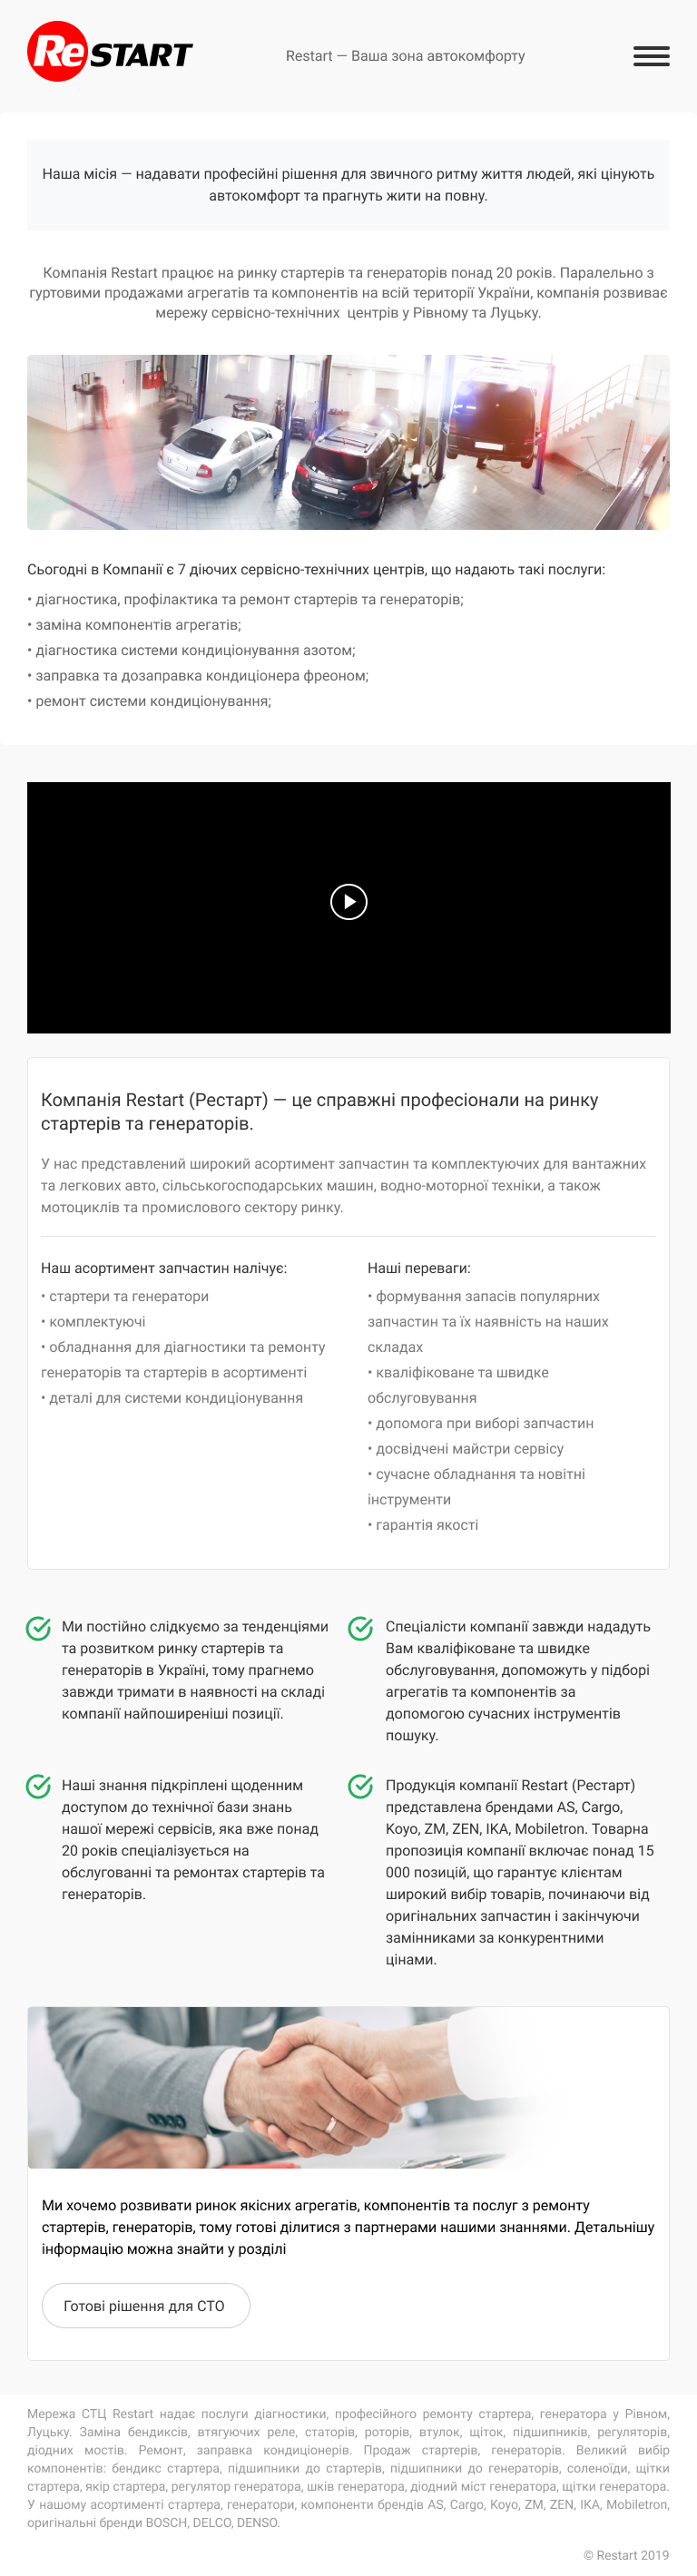 ReSTART
Restart — Ваша зона автокомфорту
Наша місія — надавати професійні рішення для звичного ритму життя людей, які цінують
автокомфорт та прагнуть жити на повну.
Компанія Restart працює на ринку стартерів та генераторів понад 20 років. Паралельно з
гуртовими продажами агрегатів та компонентів на всій території України, компанія розвиває
мережу сервісно-технічних центрів у Рівному та Луцьку.
Сьогодні в Компанії є 7 діючих сервісно-технічних центрів, що надають такі послуги:
• діагностика, профілактика та ремонт стартерів та генераторів;
• заміна компонентів агрегатів;
• діагностика системи кондиціонування азотом;
• заправка та дозаправка кондиціонера фреоном;
• ремонт системи кондиціонування;
Компанія Restart (Рестарт) — це справжні професіонали на ринку
стартерів та генераторів.
У нас представлений широкий асортимент запчастин та комплектуючих для вантажних
та легкових авто, сільськогосподарських машин, водно-моторної техніки, а також
мотоциклів та промислового сектору ринку.
Наш асортимент запчастин налічує:
• стартери та генератори
• комплектуючі
• обладнання для діагностики та ремонту
генераторів та стартерів в асортименті
• деталі для системи кондиціонування
Наші переваги:
• формування запасів популярних
запчастин та їх наявність на наших
складах
• кваліфіковане та швидке
обслуговування
• допомога при виборі запчастин
• досвідчені майстри сервісу
• сучасне обладнання та новітні
інструменти
• гарантія якості
Ми постійно слідкуємо за тенденціями
та розвитком ринку стартерів та
генераторів в Україні, тому прагнемо
завжди тримати в наявності на складі
компанії найпоширеніші позиції.
Спеціалісти компанії завжди нададуть
Вам кваліфіковане та швидке
обслуговування, допоможуть у підборі
агрегатів та компонентів за
допомогою сучасних інструментів
пошуку.
Наші знання підкріплені щоденним
доступом до технічної бази знань
нашої мережі сервісів, яка вже понад
20 років спеціалізується на
обслугованні та ремонтах стартерів та
генераторів.
Продукція компанії Restart (Рестарт)
представлена брендами AS, Cargo,
Koyo, ZM, ZEN, IKA, Mobiletron. Товарна
пропозиція компанії включає понад 15
000 позицій, що гарантує клієнтам
широкий вибір товарів, починаючи від
оригінальних запчастин і закінчуючи
замінниками за конкурентними
цінами.
Ми хочемо розвивати ринок якісних агрегатів, компонентів та послуг з ремонту
стартерів, генераторів, тому готові ділитися з партнерами нашими знаннями. Детальнішу
інформацію можна знайти у розділі
Готові рішення для СТО
Мережа СТЦ Restart надає послуги діагностики, професійного ремонту стартера, генератора у Рівном,
Луцьку. Заміна бендиксів, втягуючих реле, статорів, роторів, втулок, щіток, підшипників, регуляторів,
діодних мостів. Ремонт, заправка кондиціонерів. Продаж стартерів, генераторів. Великий вибір
компонентів: бендикс стартера, підшипники до стартерів, підшипники до генераторів, соленоїди, щітки
стартера, якір стартера, регулятор генератора, шків генератора, діодний міст генератора, щітки генератора.
У нашому асортименті стартера, генератори, компоненти брендів AS, Cargo, Koyo, ZM, ZEN, IKA, Mobiletron,
оригінальні бренди BOSCH, DELCO, DENSO.
© Restart 2019